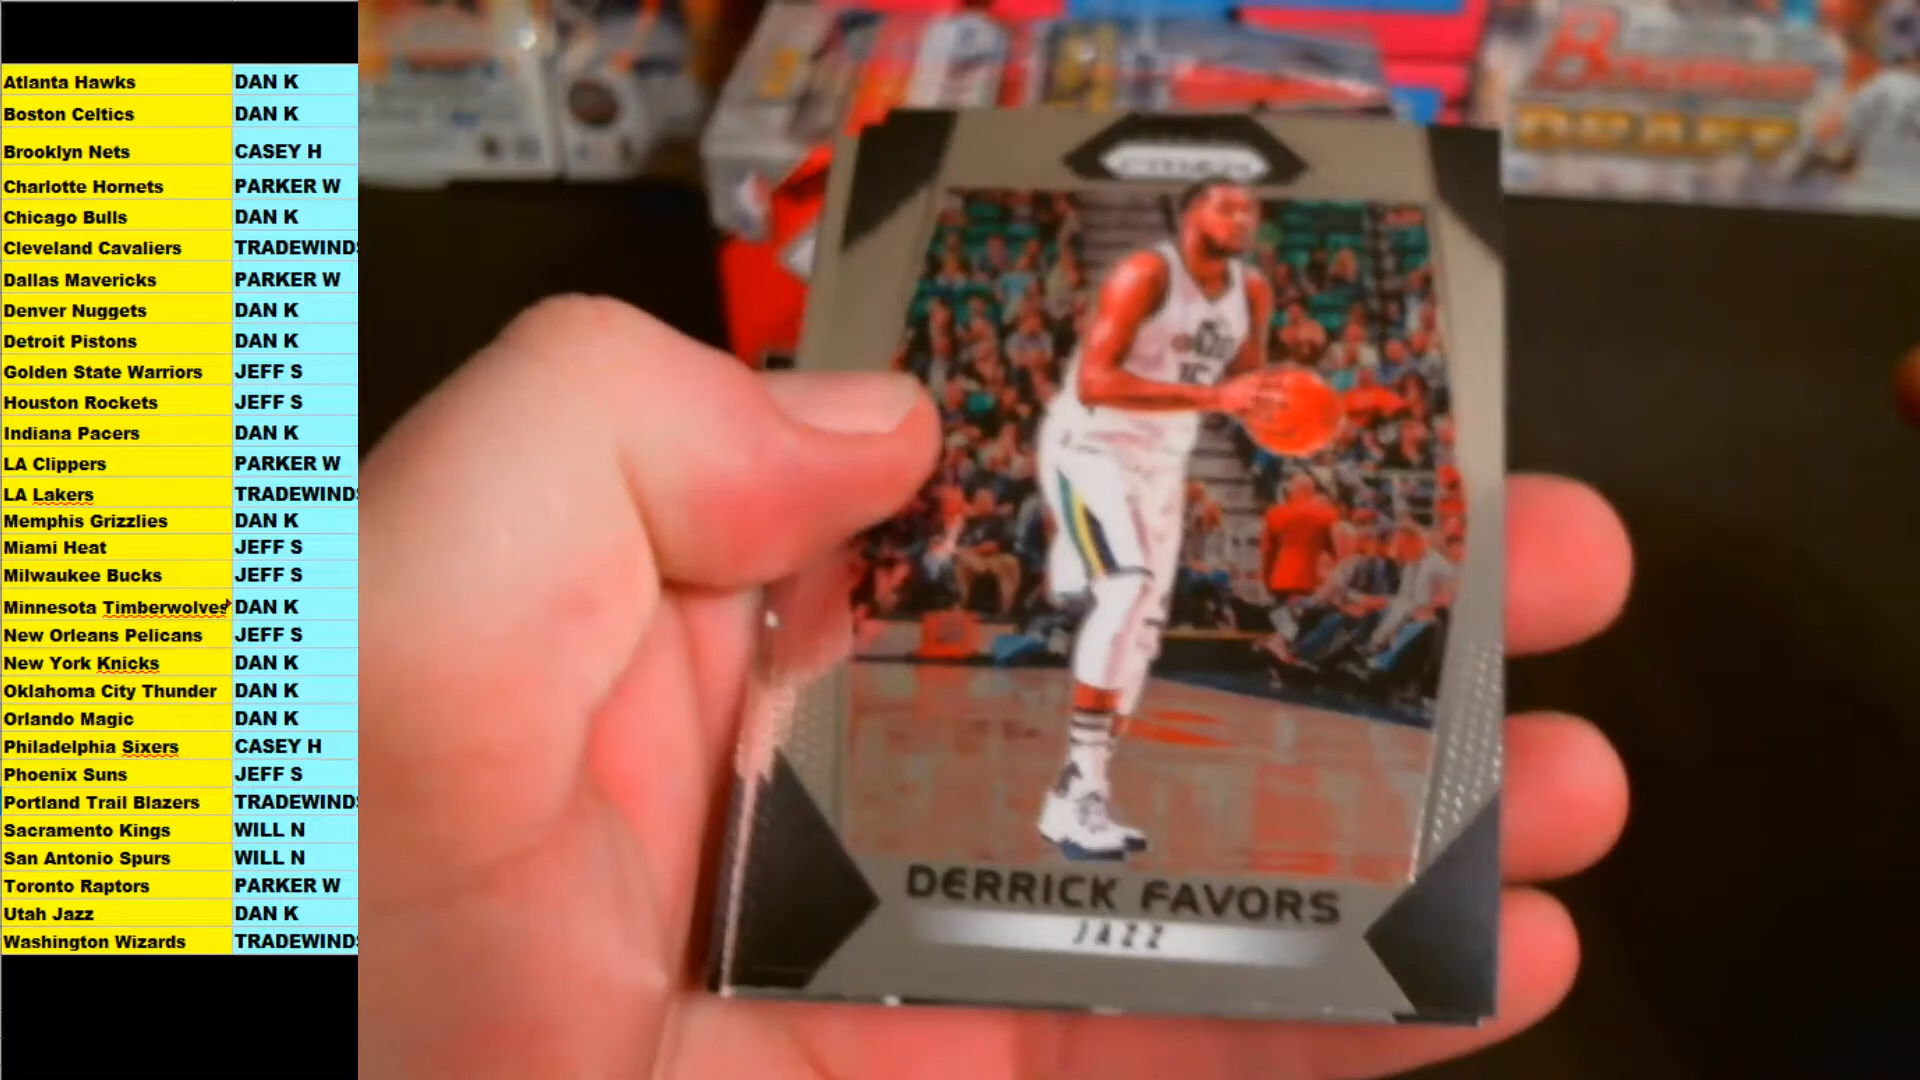 Atlanta Hawks DAN K
Boston Celtics DAN K
Brooklyn Nets CASEY H
Charlotte Hornets PARKER W
Chicago Bulls DAN K
Cleveland Cavaliers TRADEWINDS
Dallas Mavericks PARKER W
Denver Nuggets DAN K
Detroit Pistons DAN K
Golden State Warriors JEFF S
Houston Rockets JEFF S
Indiana Pacers DAN K
LA Clippers PARKER W
LA Lakers TRADEWINDS
Memphis Grizzlies DAN K
Miami Heat JEFF S
Milwaukee Bucks JEFF S
Minnesota Timberwolves DAN K
New Orleans Pelicans JEFF S
New York Knicks DAN K
Oklahoma City Thunder DAN K
Orlando Magic DAN K
Philadelphia Sixers CASEY H
Phoenix Suns JEFF S
Portland Trail Blazers TRADEWINDS
Sacramento Kings WILL N
San Antonio Spurs WILL N
Toronto Raptors PARKER W
Utah Jazz DAN K
Washington Wizards TRADEWINDS
Bowman
DRAFT
PRIZM
DERRICK FAVORS
JAZZ